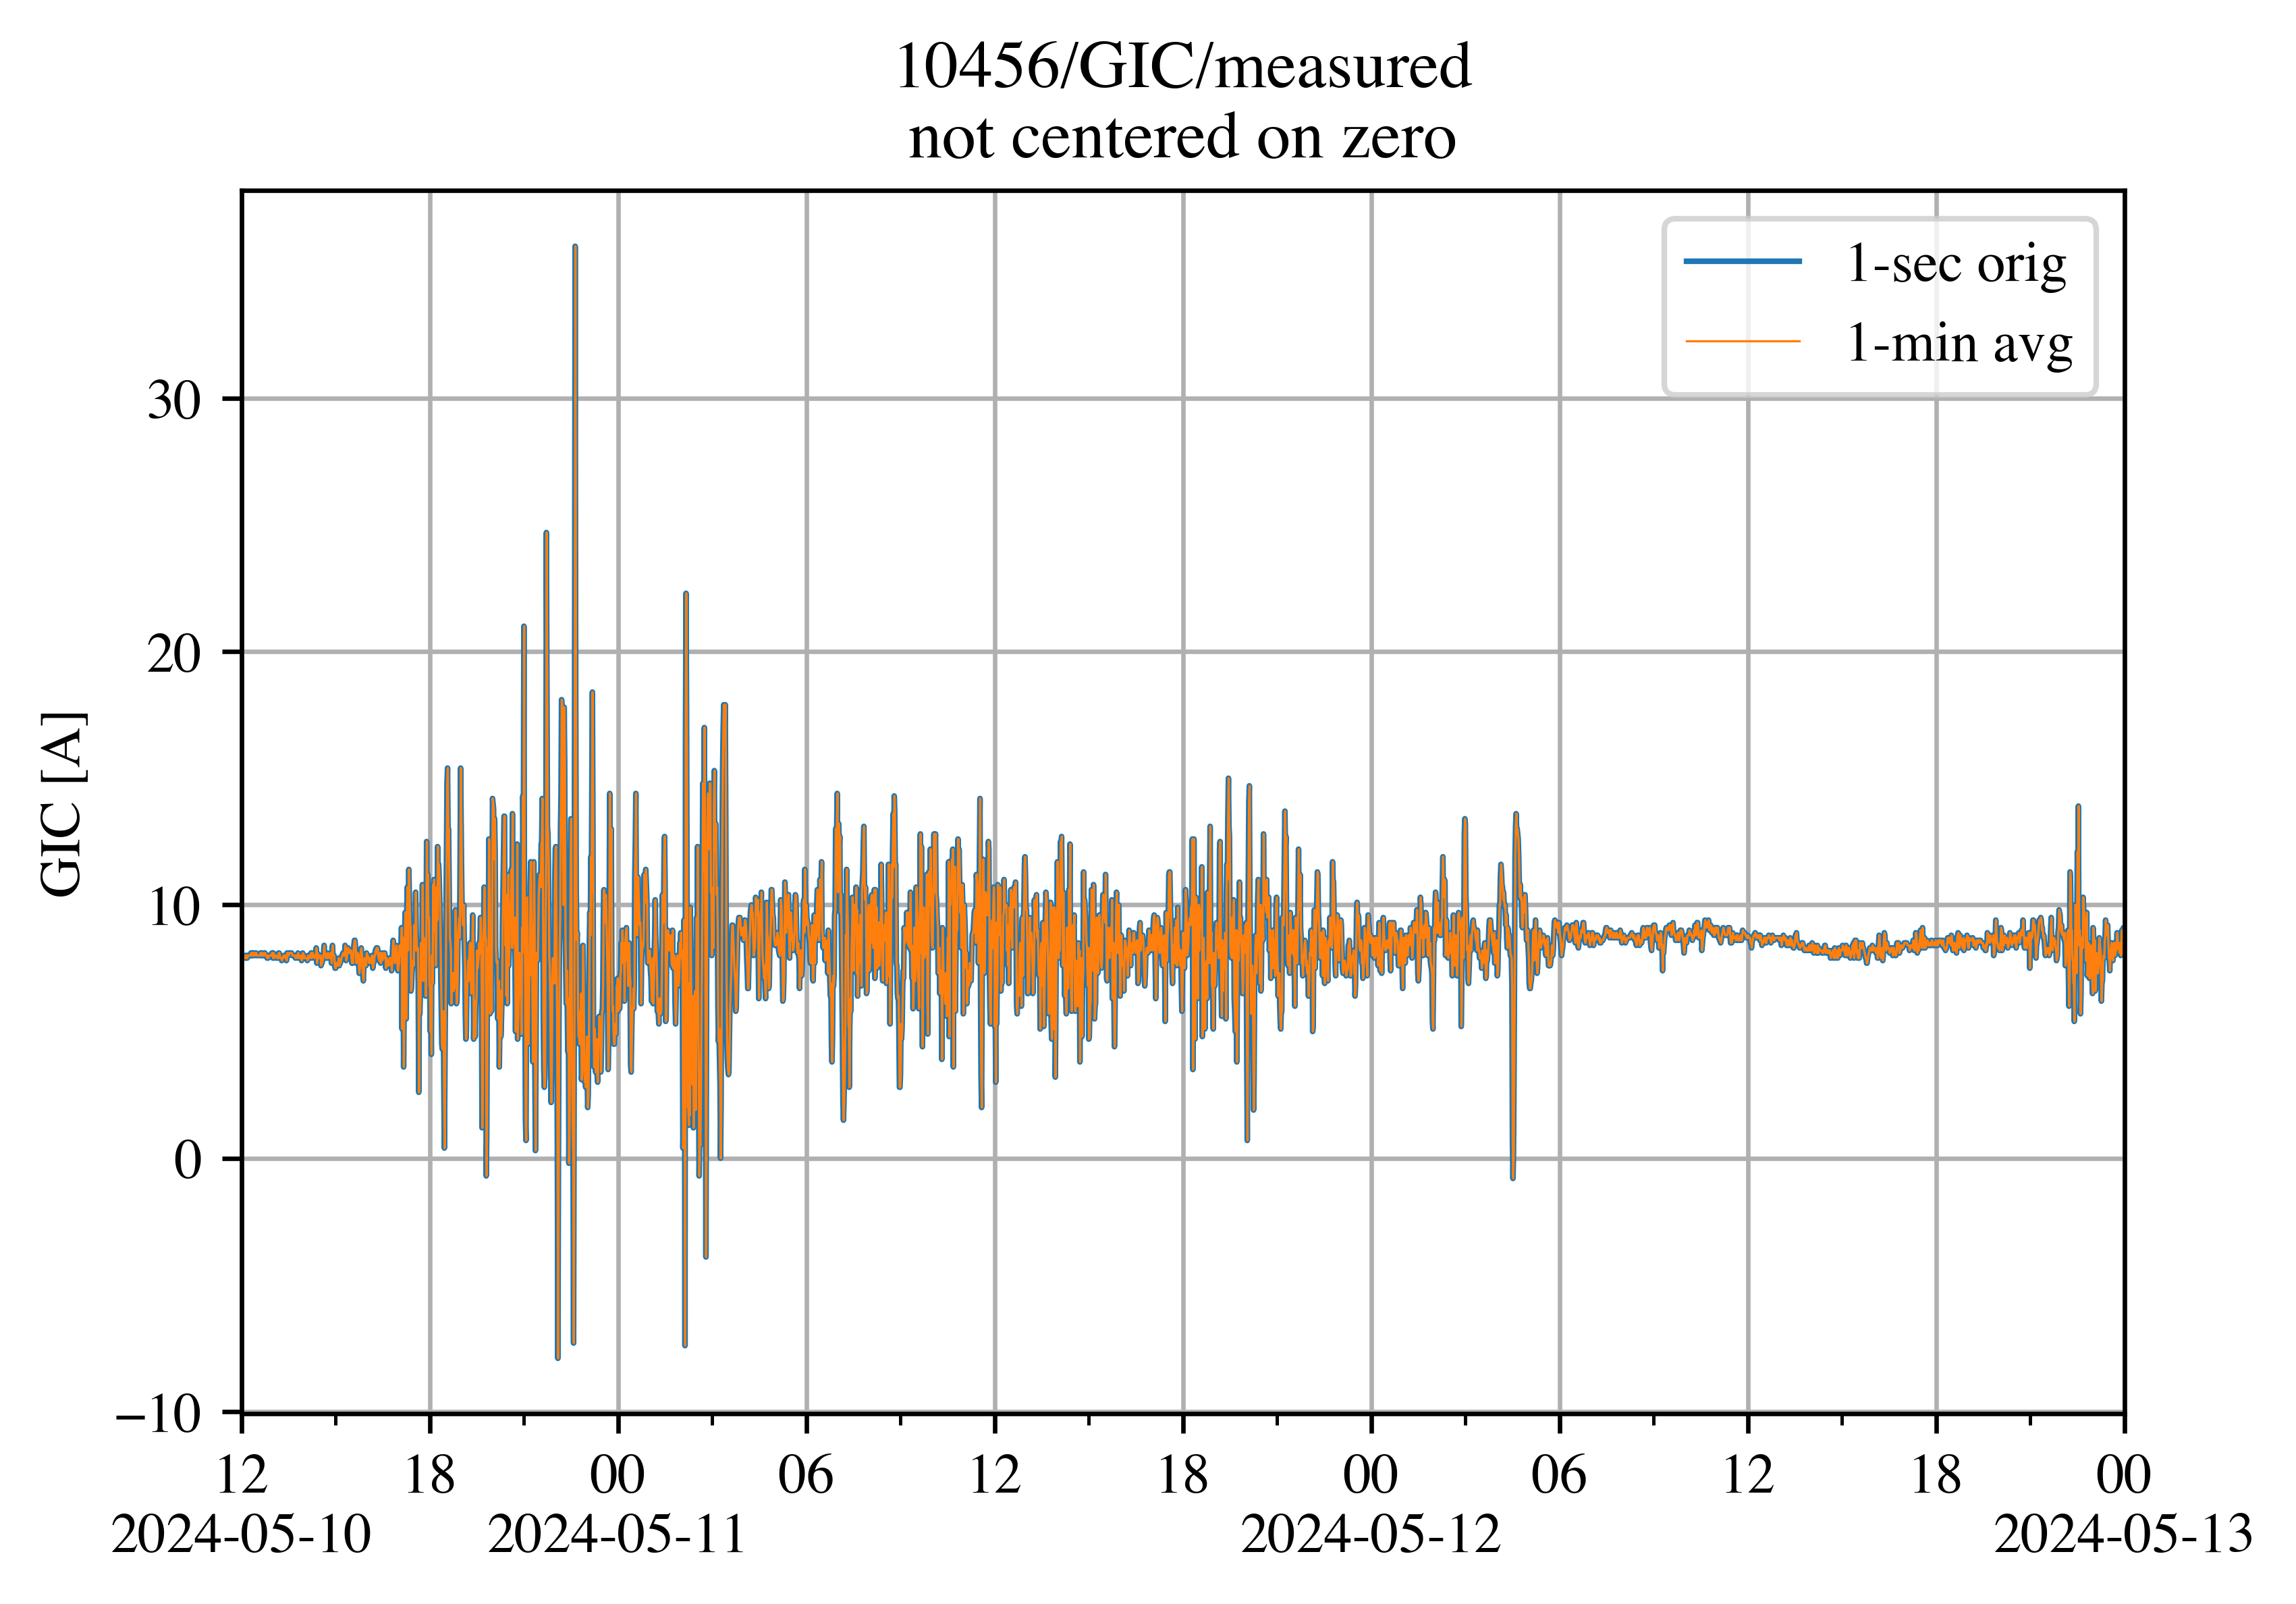 10456/GIC/measured
not centered on zero
1-sec orig
1-min avg
GIC [A]
30
20
10
0
−10
12 18 00 06 12 18 00 06 12 18 00
2024-05-10 2024-05-11 2024-05-12 2024-05-13